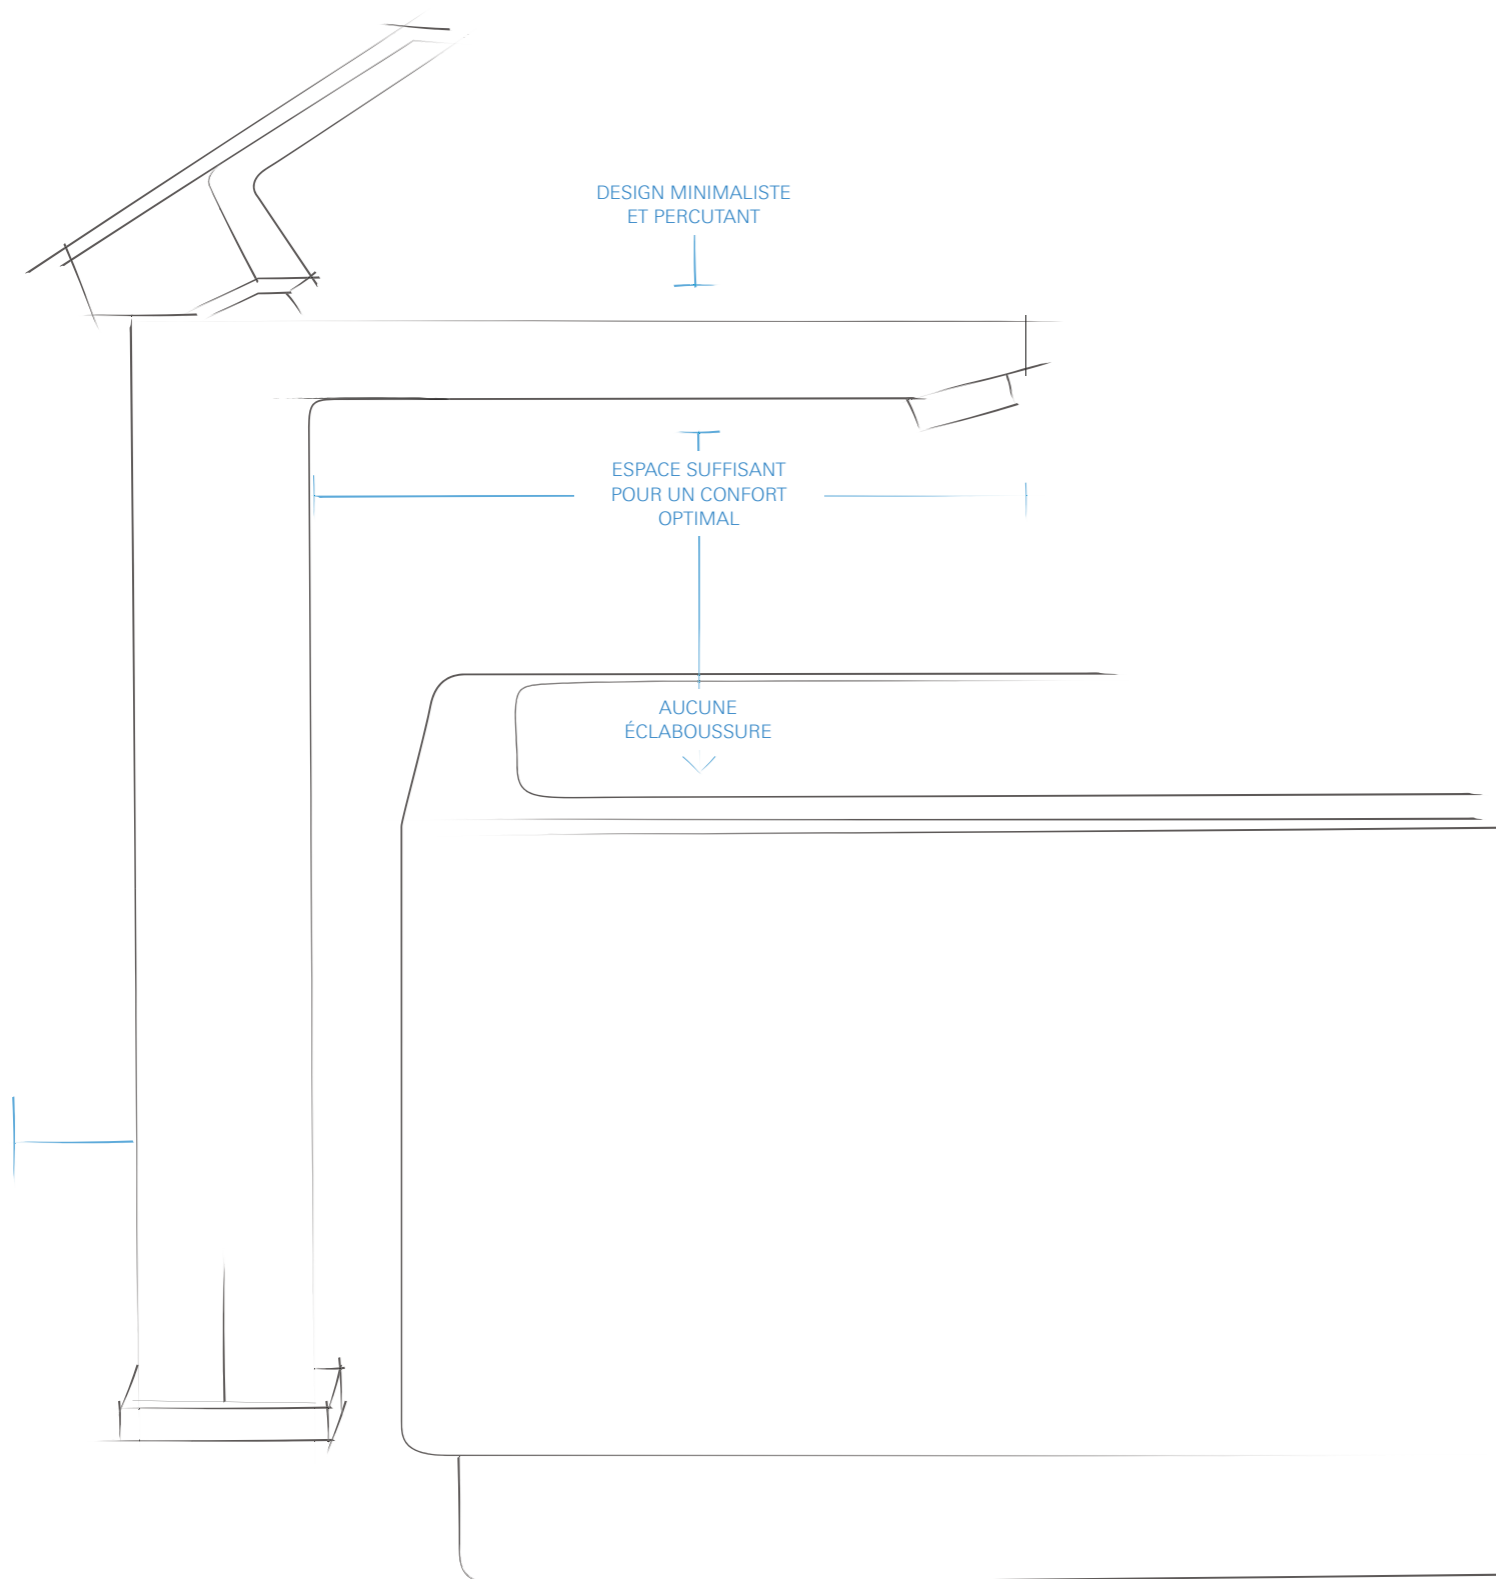 DESIGN MINIMALISTE
ET PERCUTANT
ESPACE SUFFISANT
POUR UN CONFORT
OPTIMAL
AUCUNE
ÉCLABOUSSURE